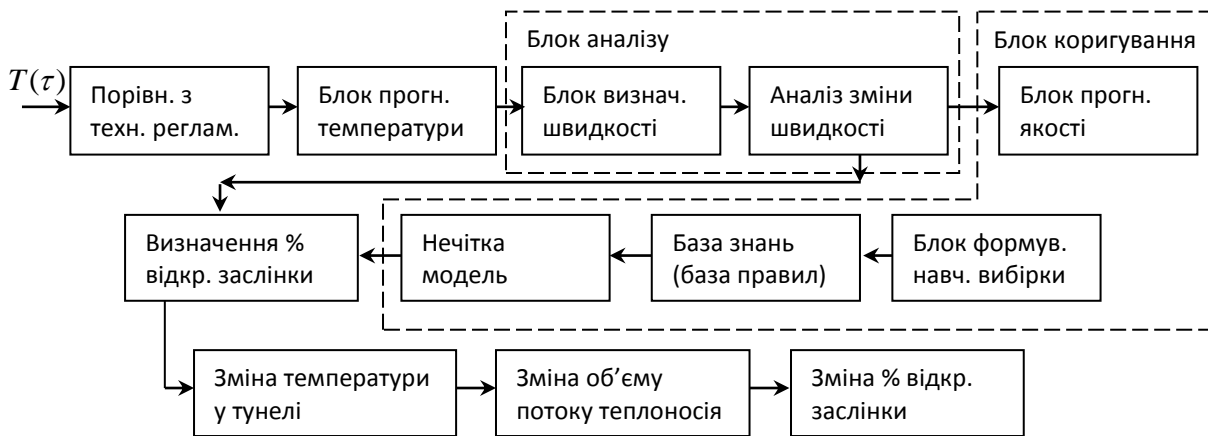 Блок аналізу
Блок коригування
T(τ)
Порівн. з
техн. реглам.
Блок прогн.
температури
Блок визнач.
швидкості
Аналіз зміни
швидкості
Блок прогн.
якості
Визначення %
відкр. заслінки
Нечітка
модель
База знань
(база правил)
Блок формув.
навч. вибірки
Зміна температури
у тунелі
Зміна об’єму
потоку теплоносія
Зміна % відкр.
заслінки